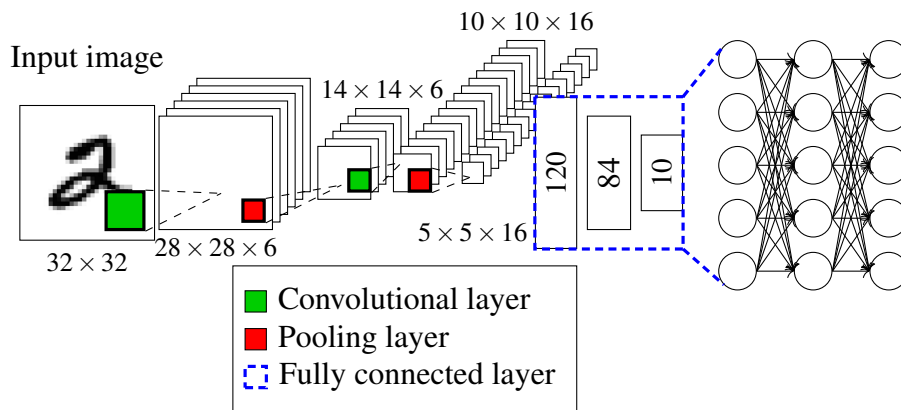 10 × 10 × 16
Input image
14 × 14 × 6
120
84
10
5 × 5 × 16
28 × 28 × 6
32 × 32
Convolutional layer
Pooling layer
Fully connected layer
2